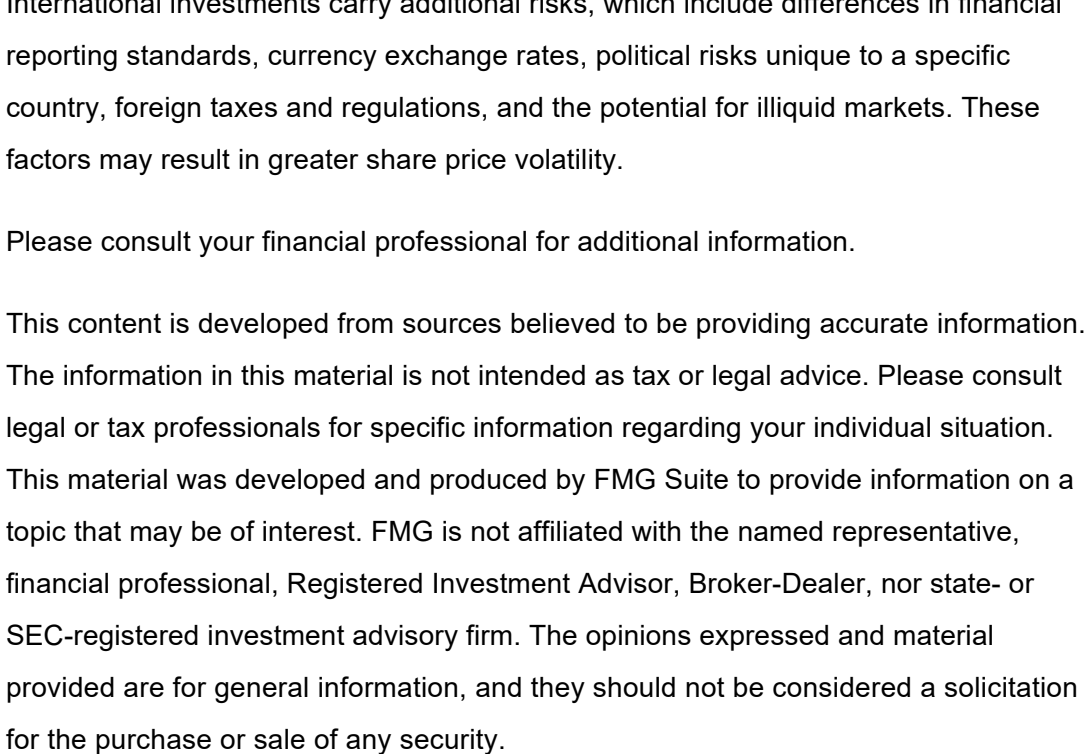 International investments carry additional risks, which include differences in financial
reporting standards, currency exchange rates, political risks unique to a specific
country, foreign taxes and regulations, and the potential for illiquid markets. These
factors may result in greater share price volatility.
Please consult your financial professional for additional information.
This content is developed from sources believed to be providing accurate information.
The information in this material is not intended as tax or legal advice. Please consult
legal or tax professionals for specific information regarding your individual situation.
This material was developed and produced by FMG Suite to provide information on a
topic that may be of interest. FMG is not affiliated with the named representative,
financial professional, Registered Investment Advisor, Broker-Dealer, nor state- or
SEC-registered investment advisory firm. The opinions expressed and material
provided are for general information, and they should not be considered a solicitation
for the purchase or sale of any security.